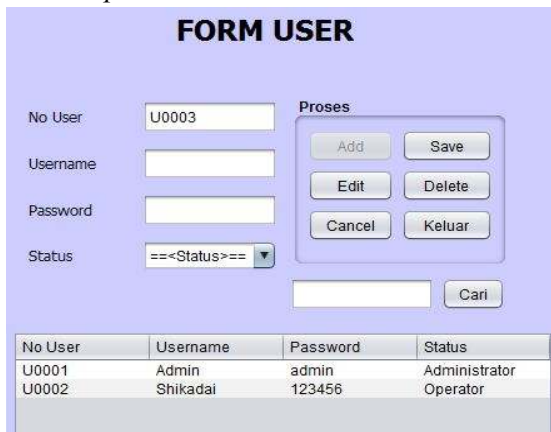 FORM USER
No User U0003
Proses
Add Save
Username
Edit Delete
Password
Cancel Keluar
Status ==<Status>==
Cari
No User Username Password Status
U0001 Admin admin Administrator
U0002 Shikadai 123456 Operator